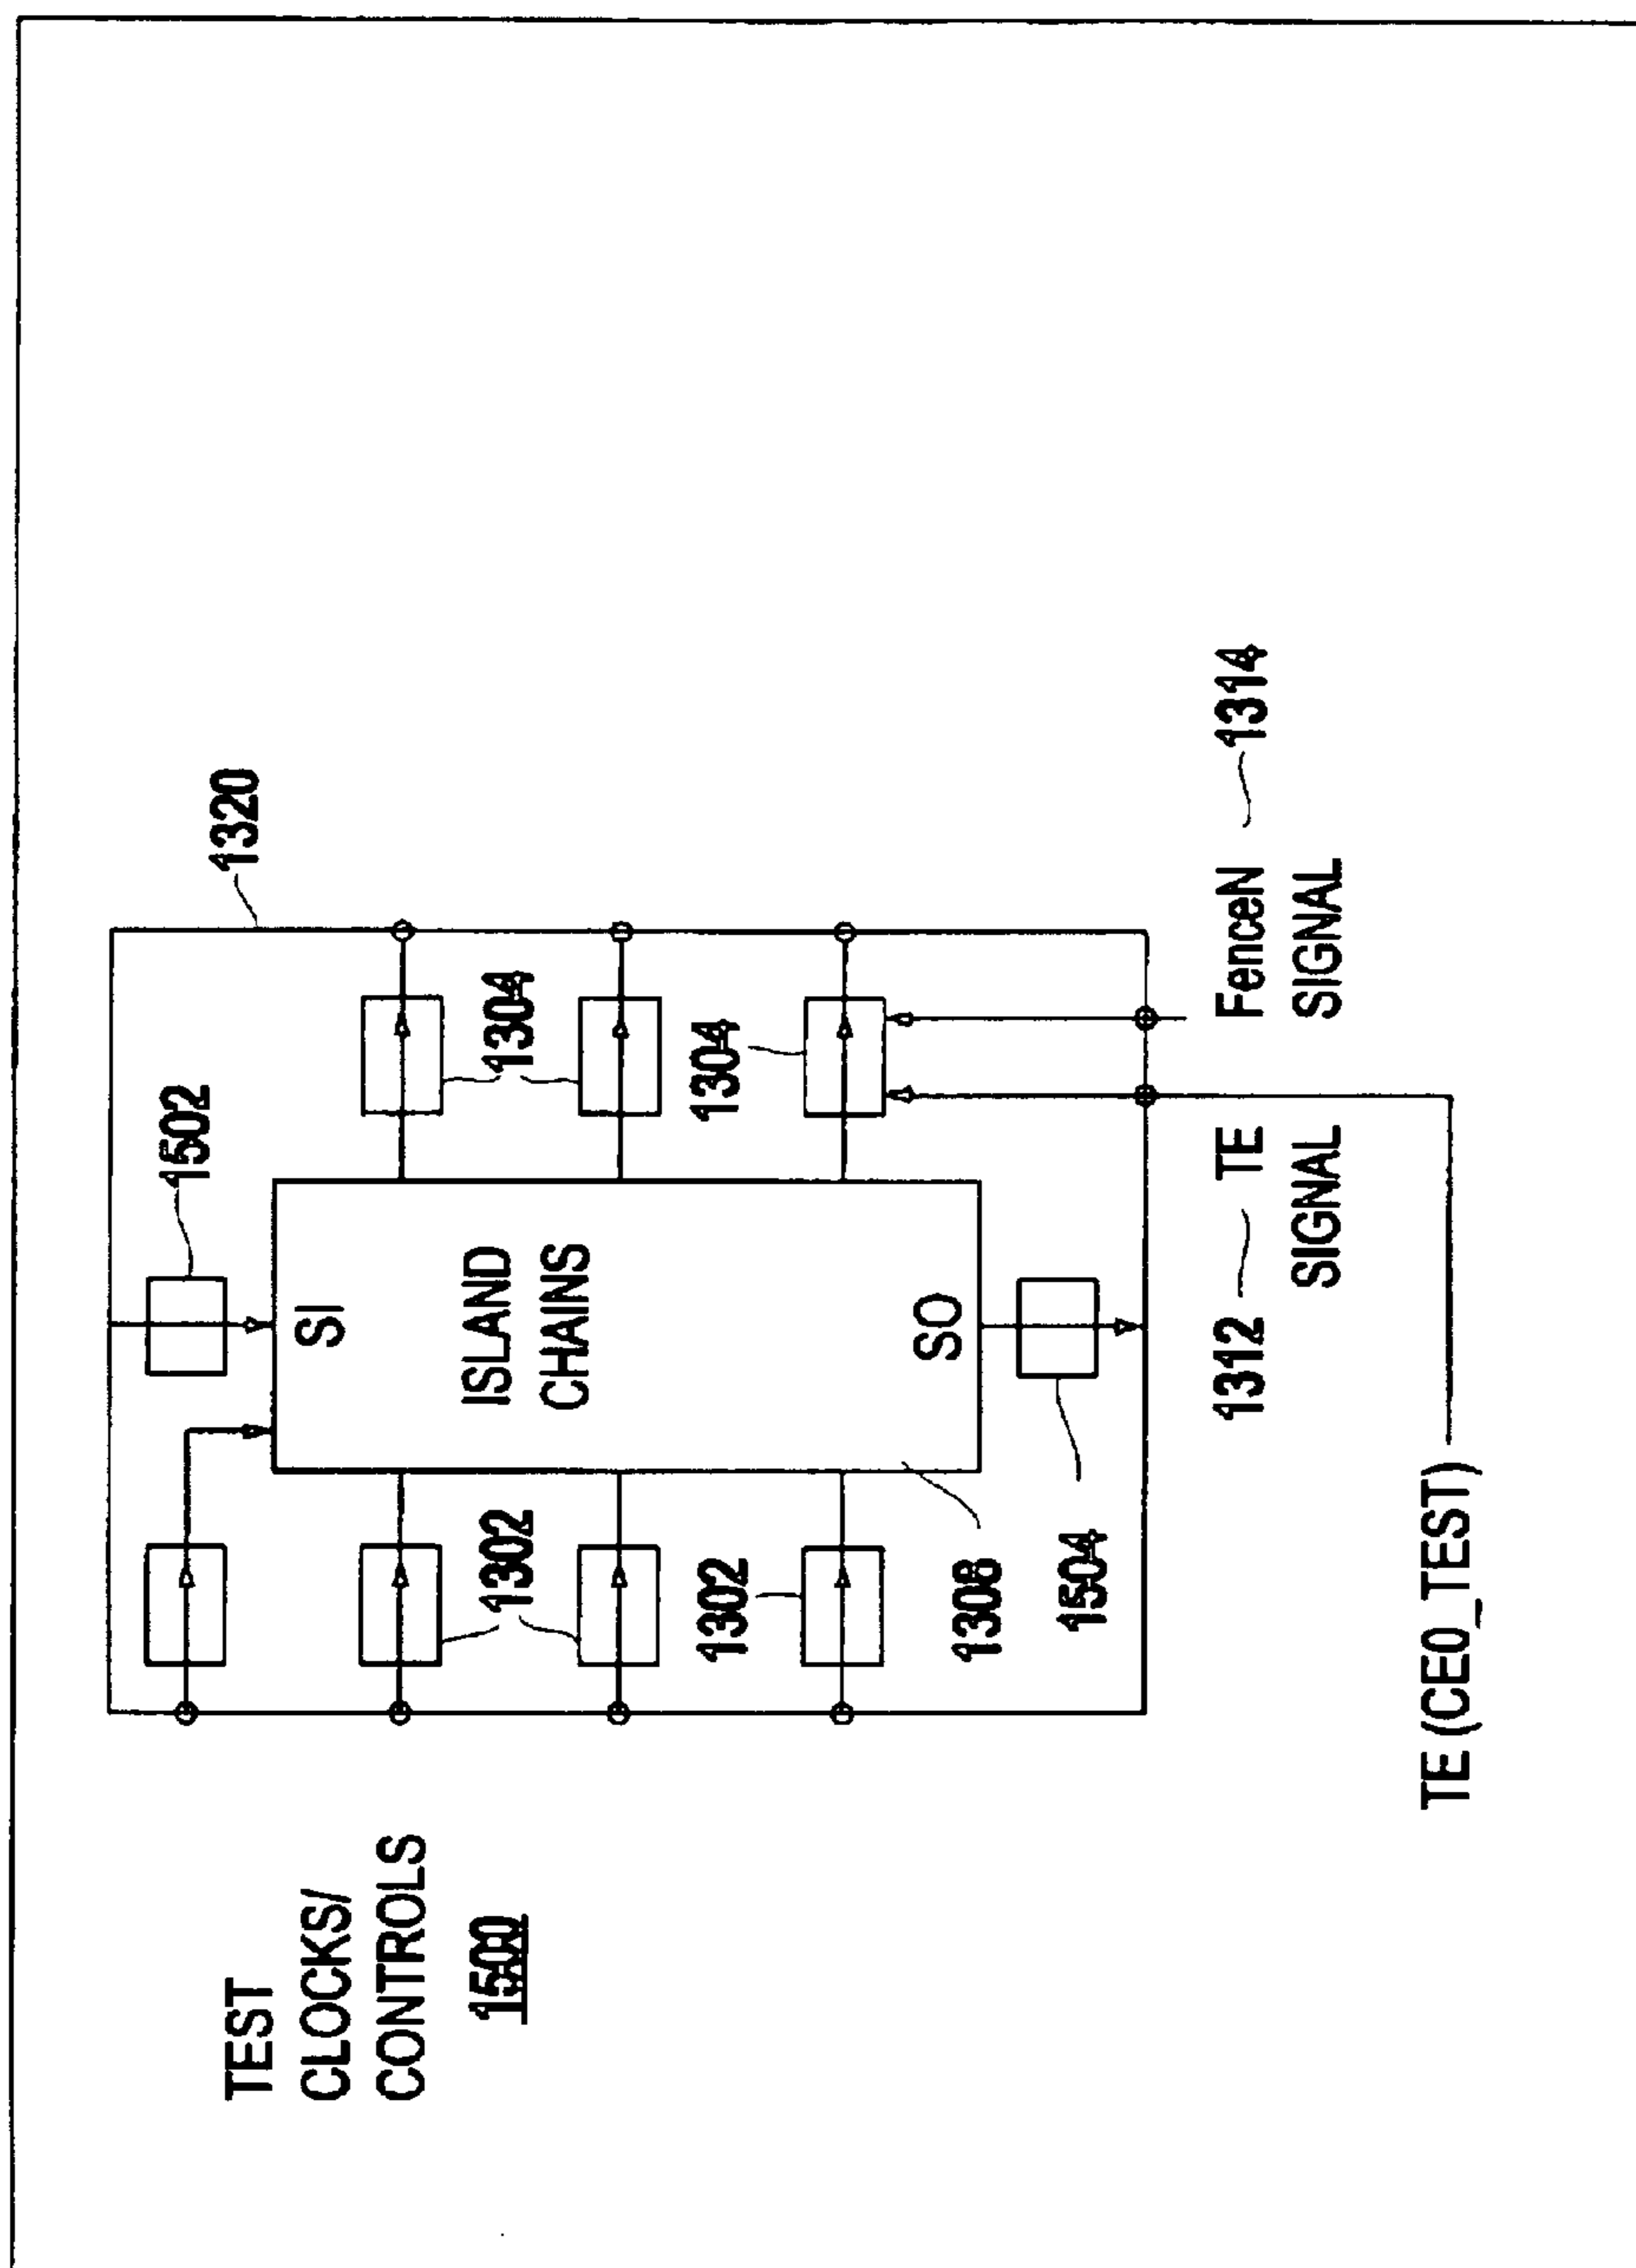 1502
1320
TEST
CLOCKS/
CONTROLS
1500
SI
ISLAND
CHAINS
1302
1304
1302
1304
SO
1308
1504
1312
TE
SIGNAL
FenceN
SIGNAL
1314
TE (CE0_TEST)